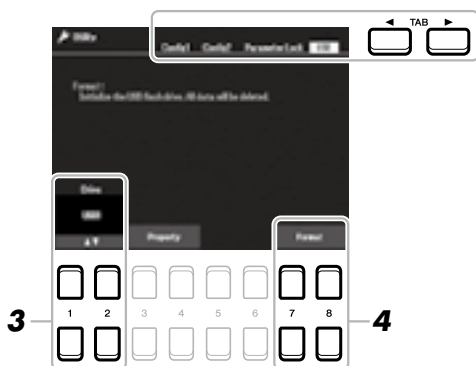 ◄ TAB ►
Utility
Config1 Config2 Parameter Lock USB
Format:
Initialize the USB flash drive. All data will be deleted.
Drive
▲▼
Property
Format
1 2 3 4 5 6 7 8
3
4